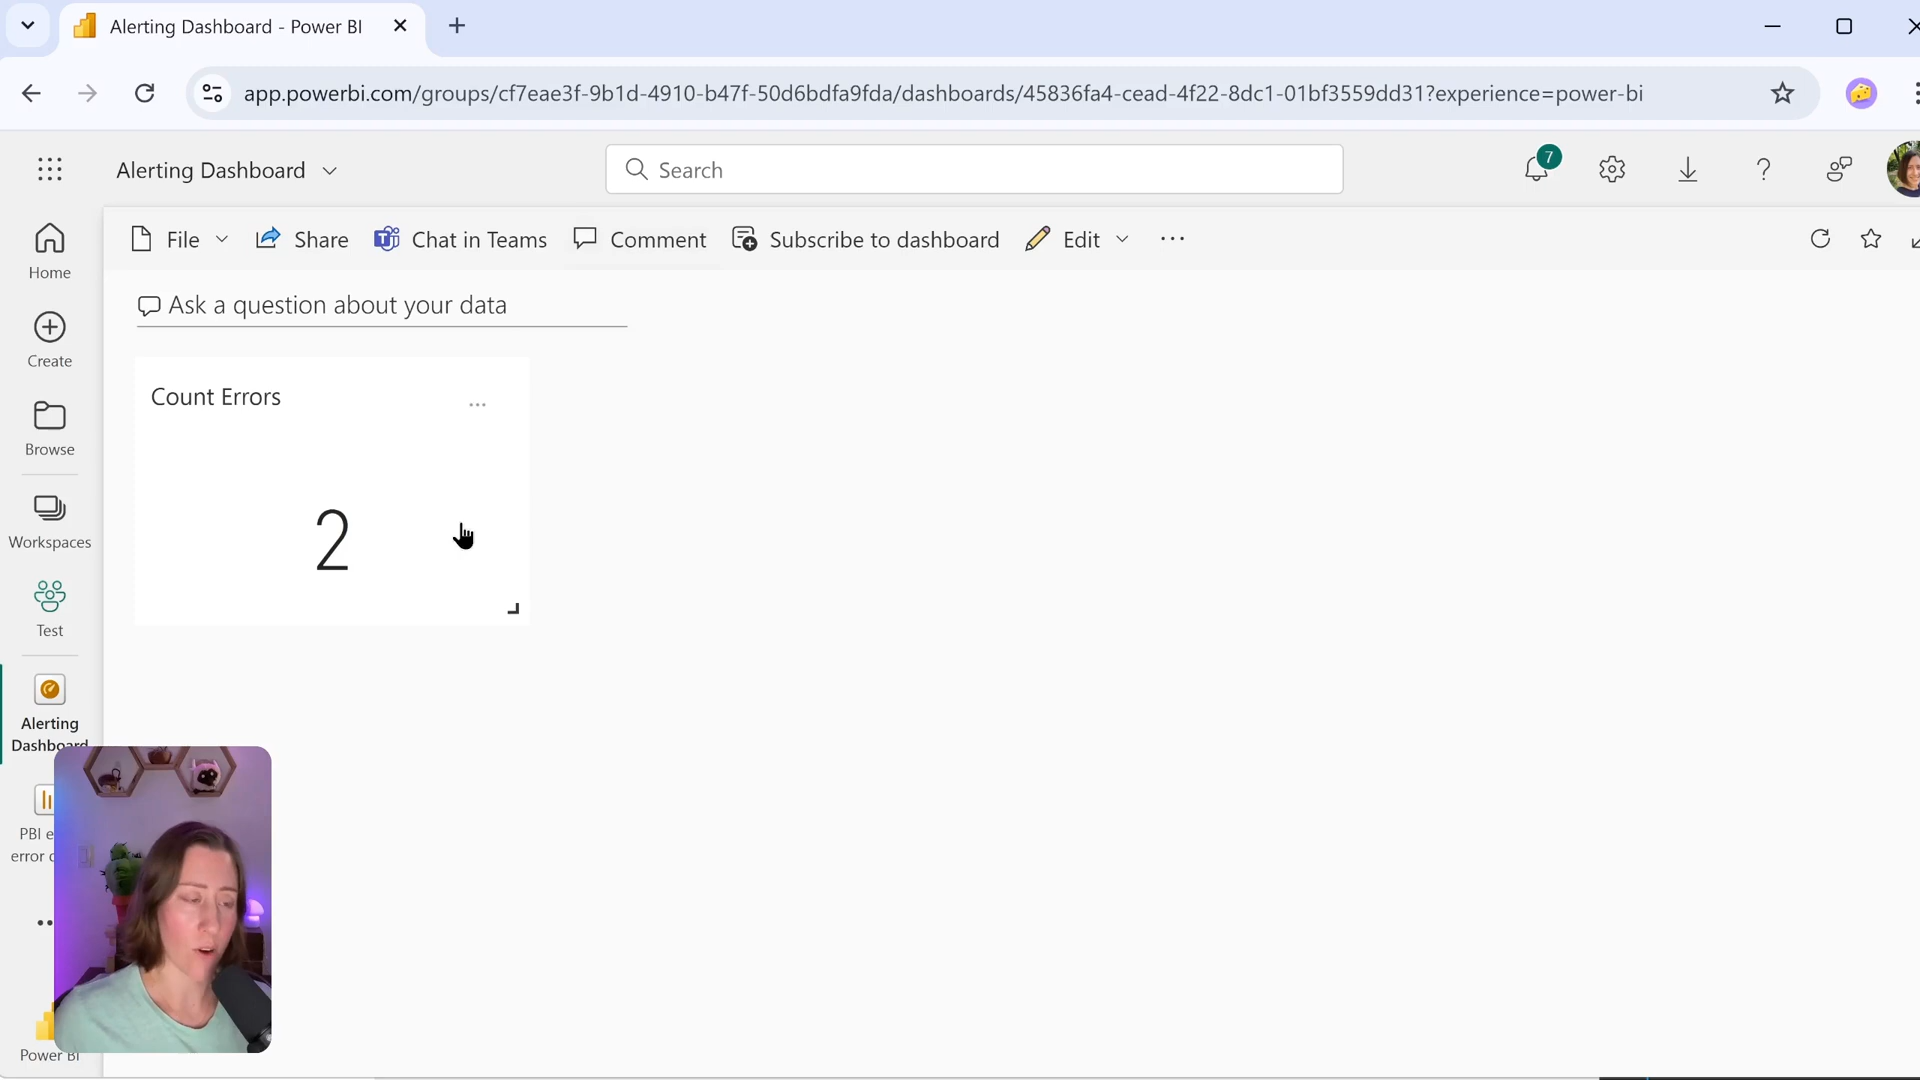 Alerting Dashboard - Power BI
app.powerbi.com/groups/cf7eae3f-9b1d-4910-b47f-50d6bdfa9fda/dashboards/45836fa4-cead-4f22-8dc1-01bf3559dd31?experience=power-bi
Alerting Dashboard
Search
7
File
Share
Chat in Teams
Comment
Subscribe to dashboard
Edit
Home
Create
Browse
Workspaces
Test
Alerting
Dashboard
PBI e
error
Power BI
Ask a question about your data
Count Errors
2